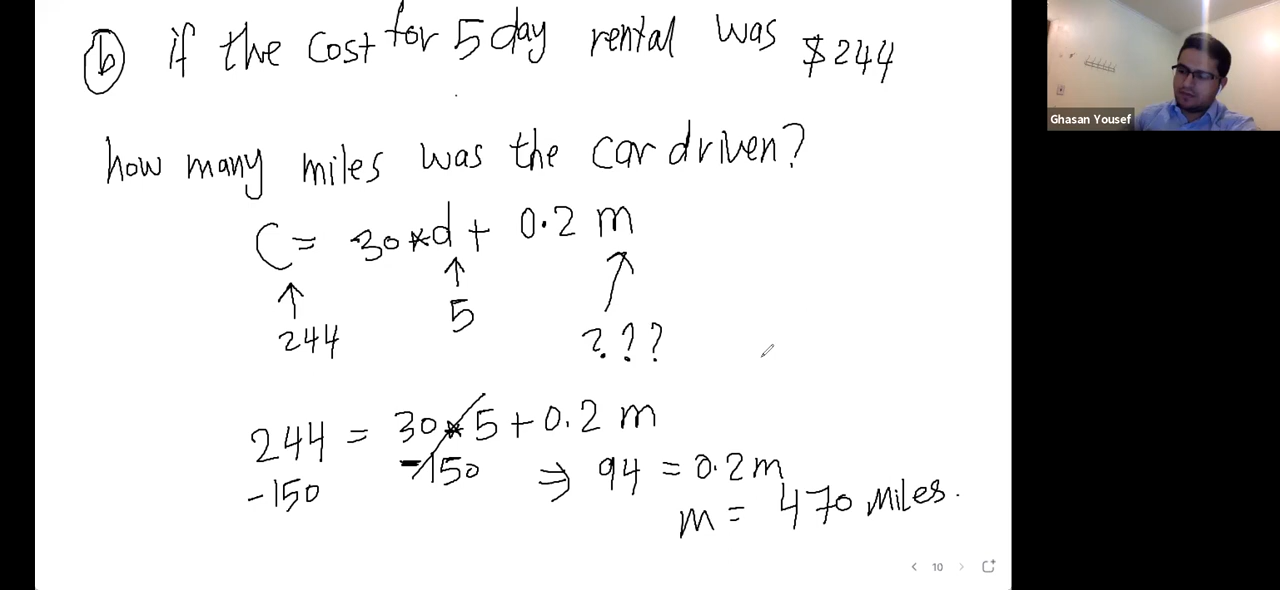 b if the cost for 5 day rental was $244
Ghasan Yousef
how many miles was the car driven?
C = 30*d + 0.2 m
244
5
???
244 = 30*5 + 0.2 m
-150 -150 ⇒ 94 = 0.2m
m = 470 miles.
10